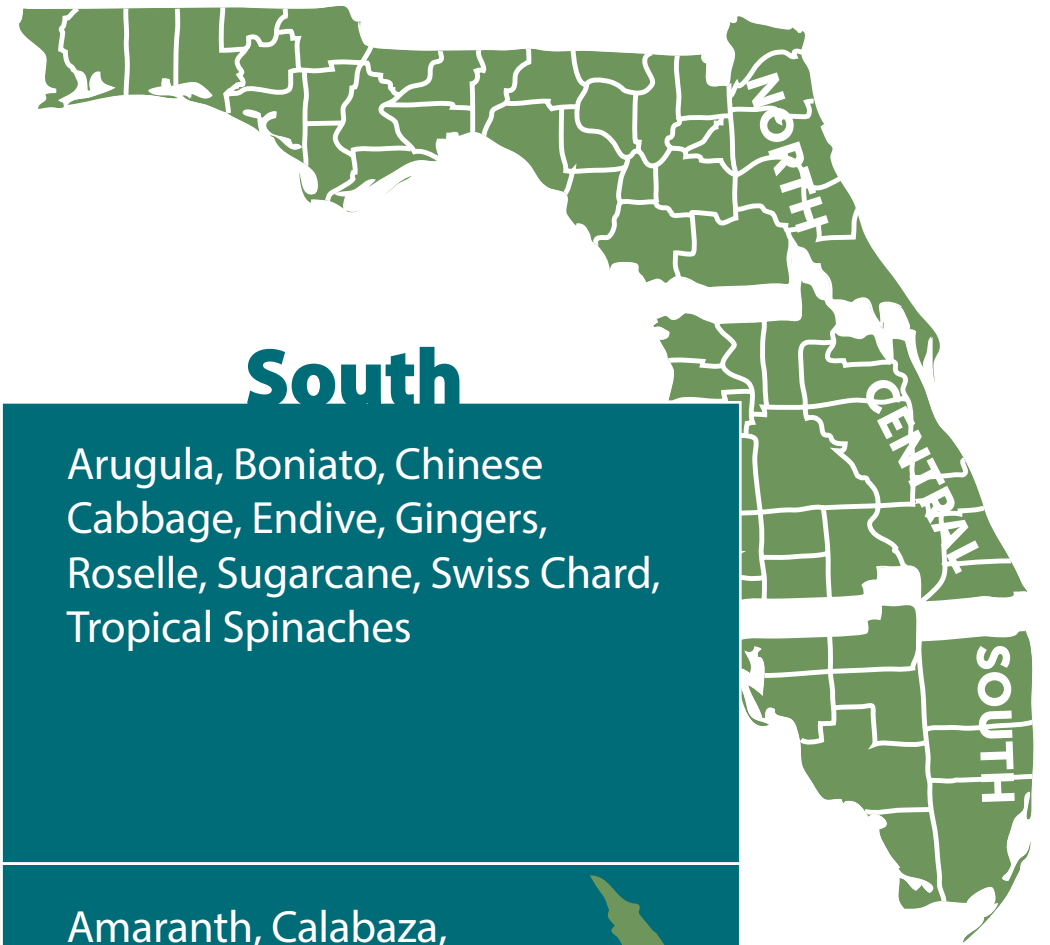 NORTH
CENTRAL
SOUTH
South
Arugula, Boniato, Chinese
Cabbage, Endive, Gingers,
Roselle, Sugarcane, Swiss Chard,
Tropical Spinaches
Amaranth, Calabaza,